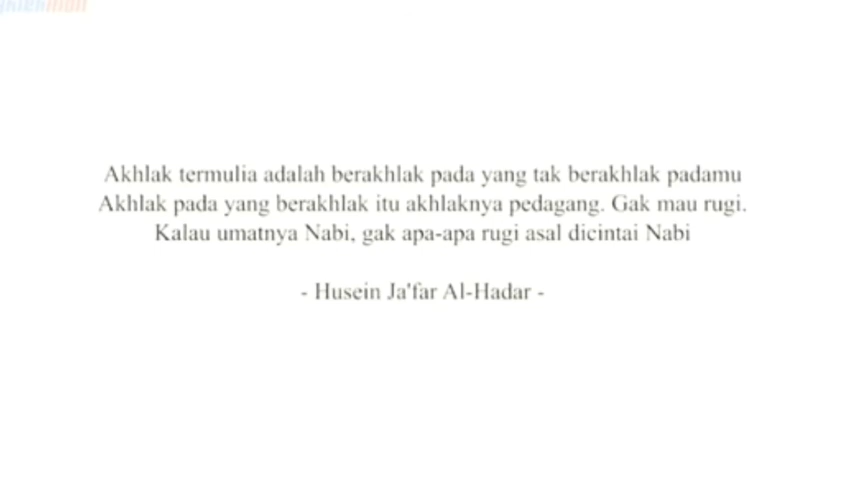 Akhlak termulia adalah berakhlak pada yang tak berakhlak padamu
Akhlak pada yang berakhlak itu akhlaknya pedagang. Gak mau rugi.
Kalau umatnya Nabi, gak apa-apa rugi asal dicintai Nabi
- Husein Ja'far Al-Hadar -